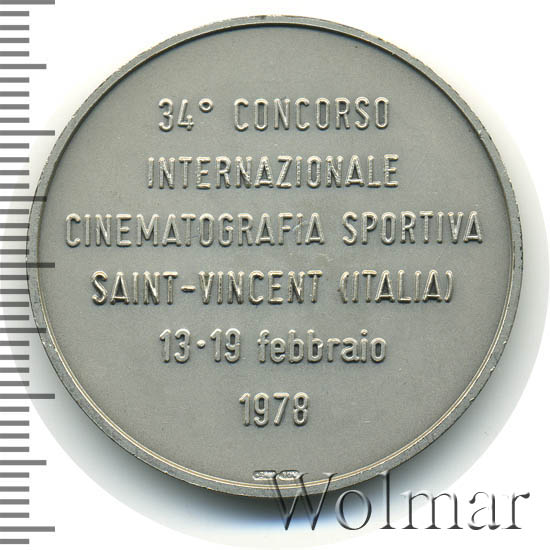 34° CONCORSO
INTERNAZIONALE
CINEMATOGRAFIA SPORTIVA
SAINT-VINCENT (ITALIA)
13·19 febbraio
1978
Wolmar